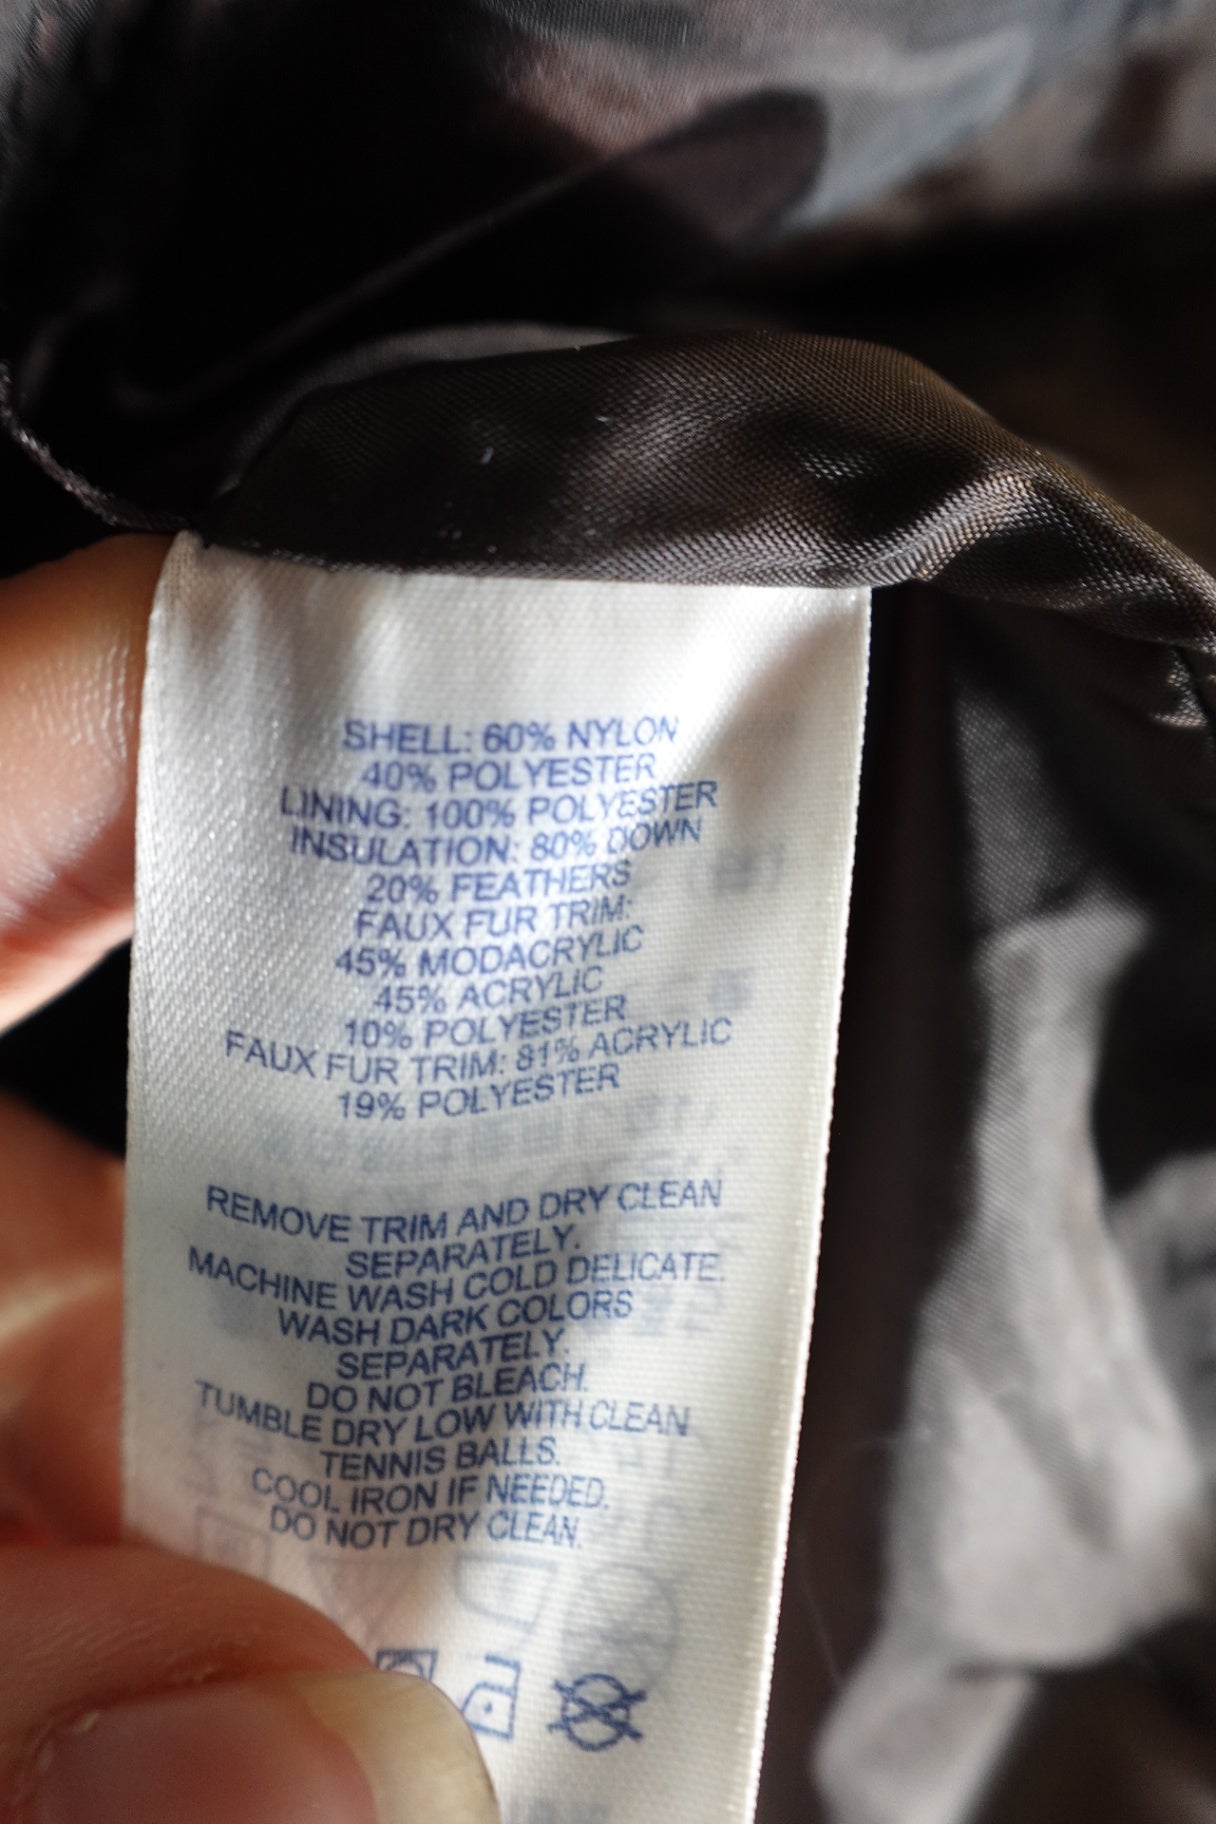 SHELL: 60% NYLON
40% POLYESTER
LINING: 100% POLYESTER
INSULATION: 80% DOWN
20% FEATHERS
FAUX FUR TRIM:
45% MODACRYLIC
45% ACRYLIC
10% POLYESTER
FAUX FUR TRIM: 81% ACRYLIC
19% POLYESTER
REMOVE TRIM AND DRY CLEAN
SEPARATELY.
MACHINE WASH COLD DELICATE.
WASH DARK COLORS
SEPARATELY.
DO NOT BLEACH.
TUMBLE DRY LOW WITH CLEAN
TENNIS BALLS.
COOL IRON IF NEEDED.
DO NOT DRY CLEAN.